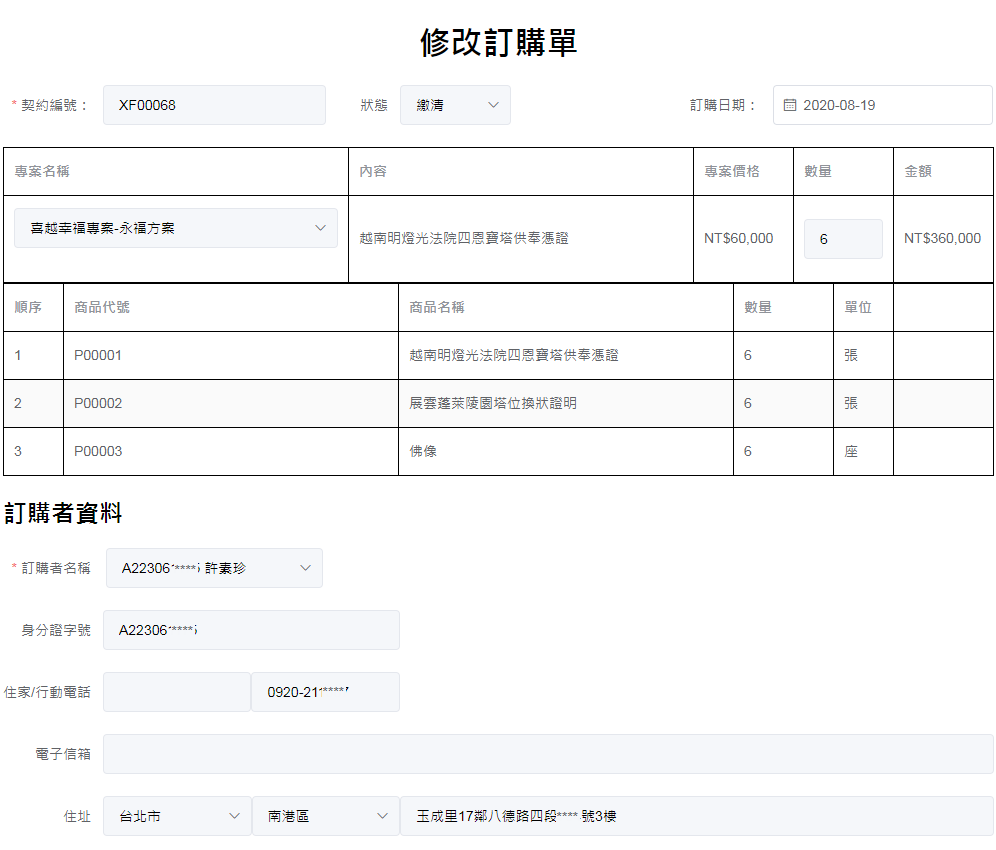 修改訂購單
* 契約編號： XF00068 狀態 繳清 訂購日期： 2020-08-19
專案名稱 內容 專案價格 數量 金額
喜越幸福專案-永福方案 越南明燈光法院四恩寶塔供奉憑證 NT$60,000 6 NT$360,000
順序 商品代號 商品名稱 數量 單位
1 P00001 越南明燈光法院四恩寶塔供奉憑證 6 張
2 P00002 展雲蓬萊陵園塔位換狀證明 6 張
3 P00003 佛像 6 座
訂購者資料
* 訂購者名稱 A22306**** 許素珍
身分證字號 A22306****
住家/行動電話 0920-21*****
電子信箱
住址 台北市 南港區 玉成里17鄰八德路四段****號3樓